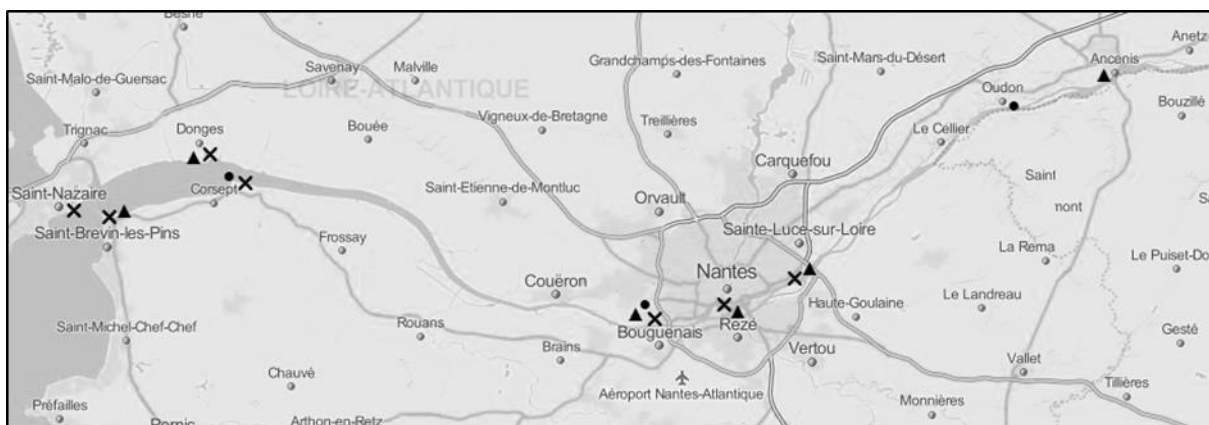 Besné
Anetz
Savenay
Malville
Grandchamps-des-Fontaines
Saint-Mars-du-Désert
Ancenis
Saint-Malo-de-Guersac
LOIRE-ATLANTIQUE
Oudon
Bouzillé
Trignac
Donges
Bouée
Vigneux-de-Bretagne
Treillières
Le Cellier
Carquefou
Saint-Nazaire
Corsept
Saint-Etienne-de-Montluc
Orvault
Saint
mont
Saint-Brevin-les-Pins
Frossay
Sainte-Luce-sur-Loire
La Rema
Le Puiset-Do
Couëron
Nantes
Haute-Goulaine
Le Landreau
Saint-Michel-Chef-Chef
Rouans
Bouguenais
Rezé
Gesté
Brains
Vertou
Vallet
Chauvé
Aéroport Nantes-Atlantique
Tillières
Préfailles
Arthon-en-Retz
Monnières